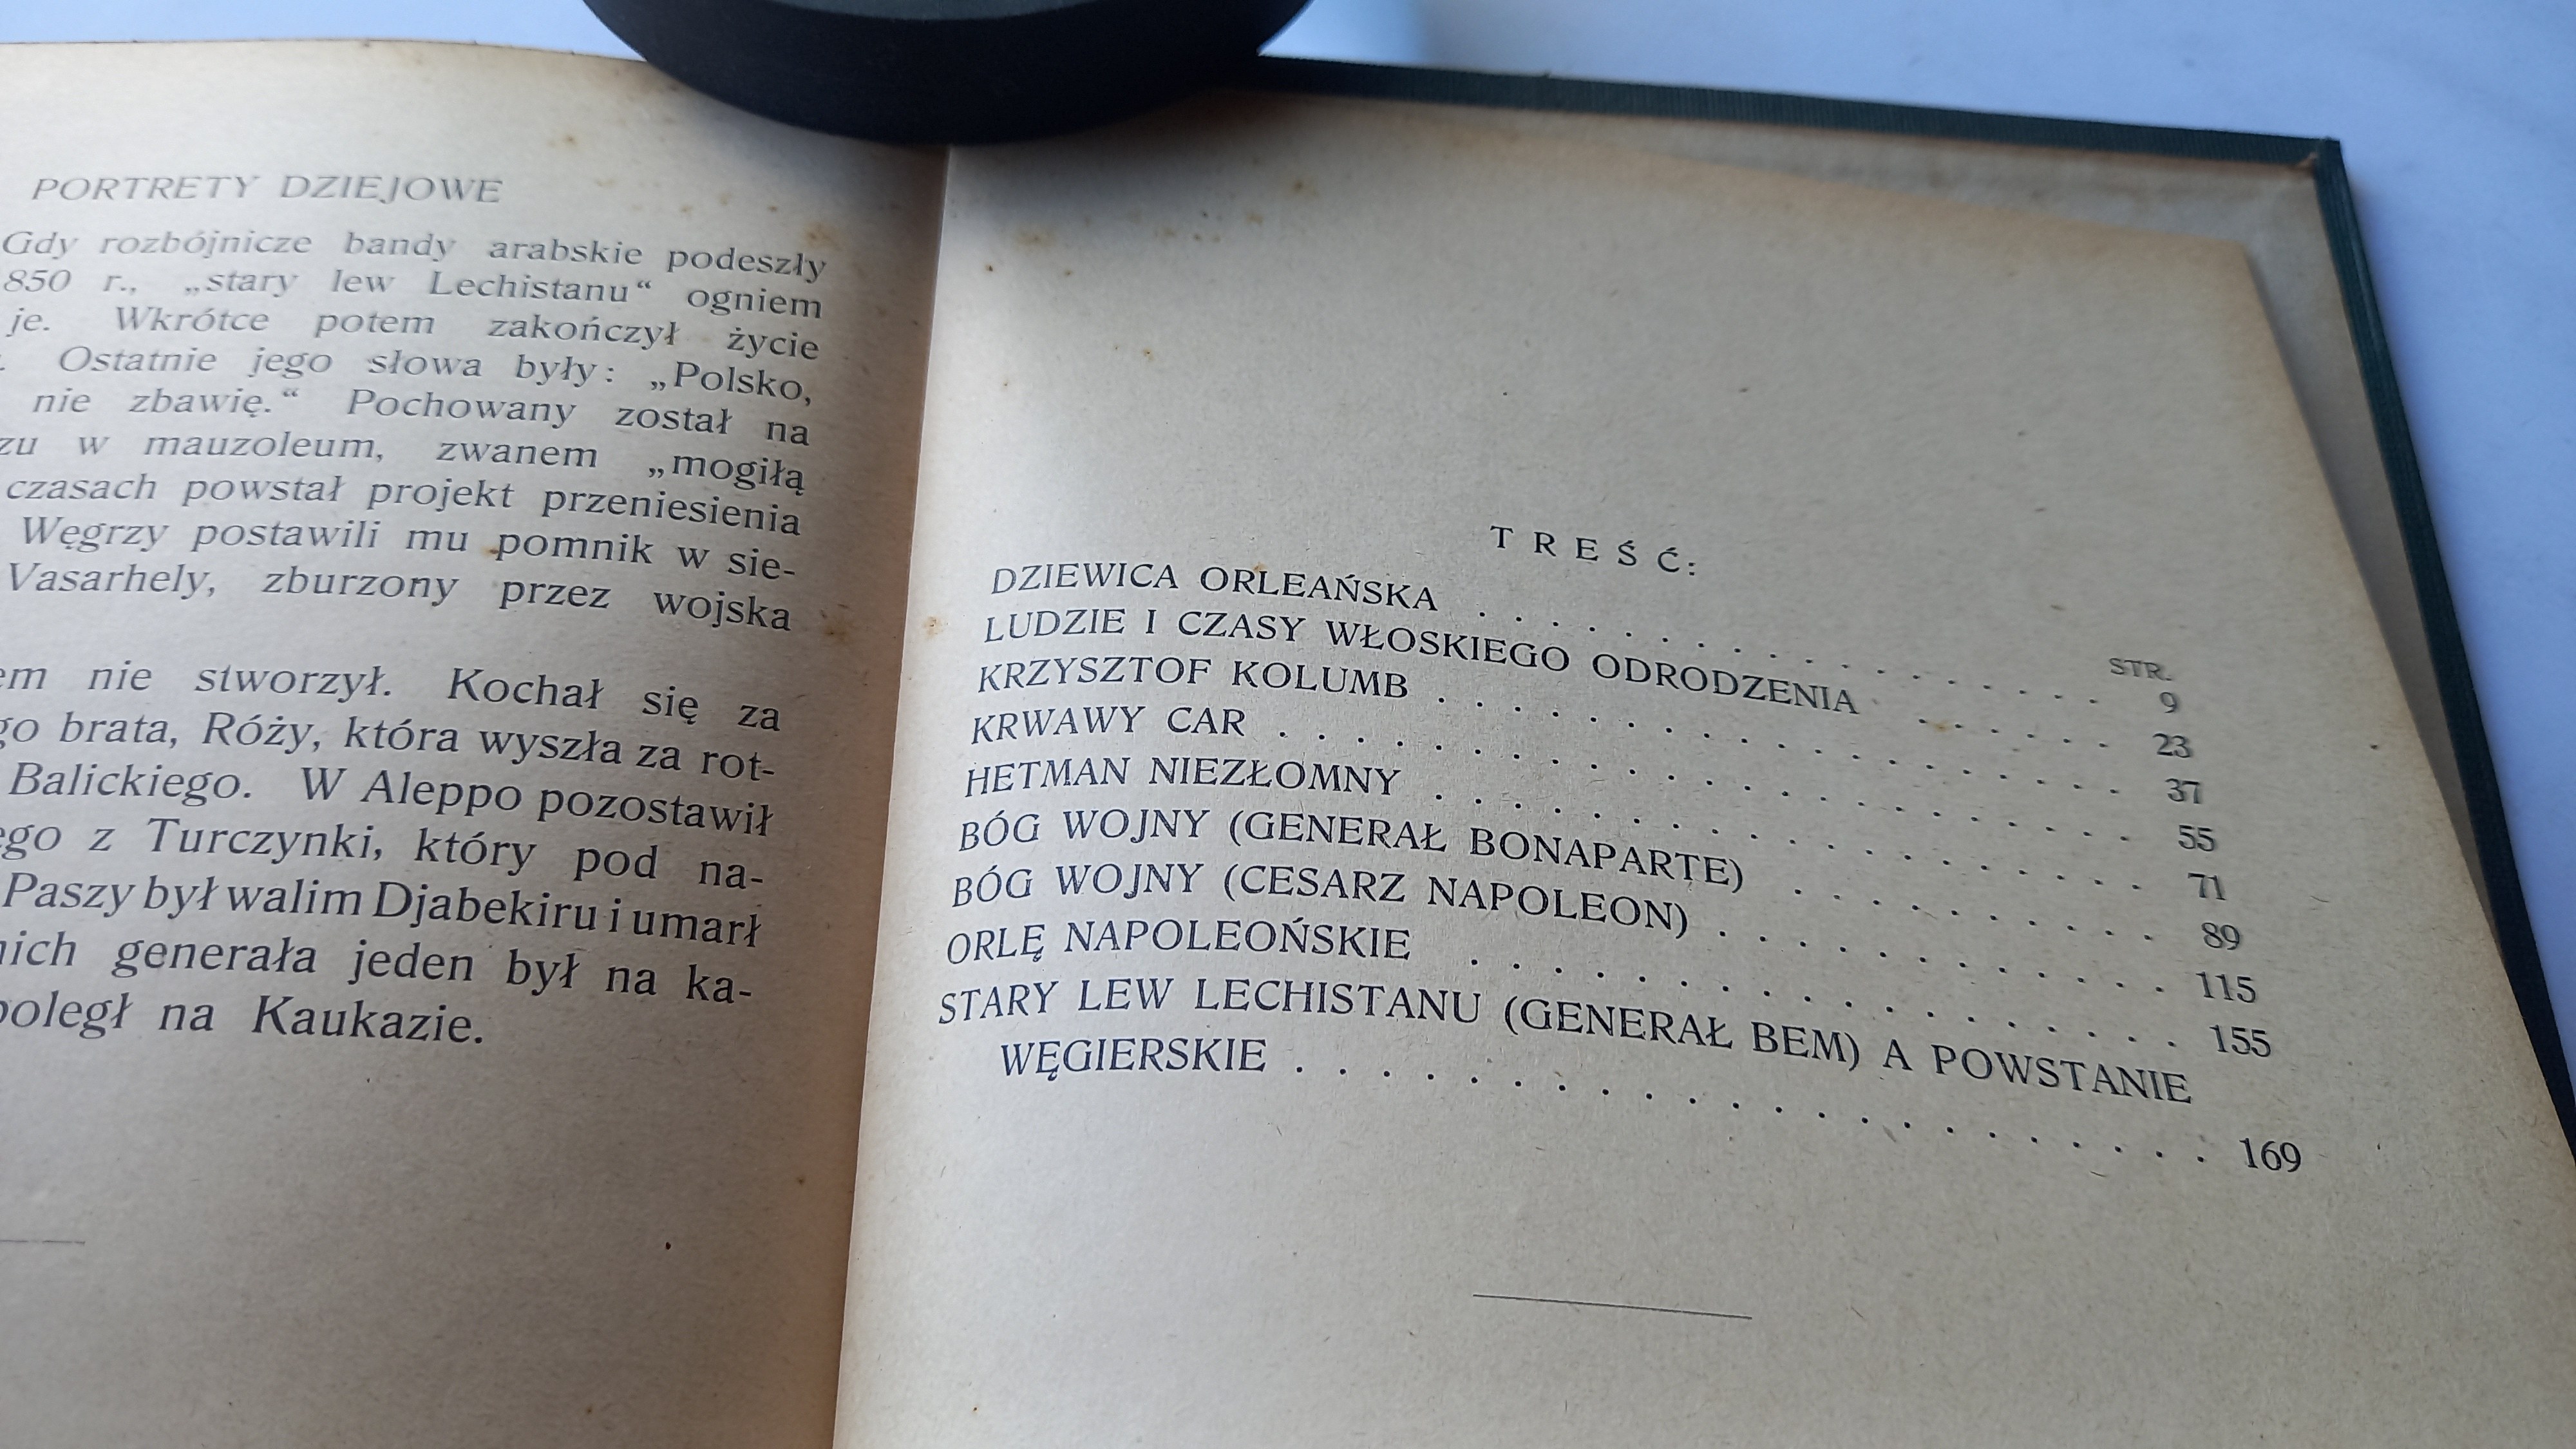 PORTRETY DZIEJOWE
Gdy rozbójnicze bandy arabskie podeszły
850 r., „stary lew Lechistanu“ ogniem
je. Wkrótce potem zakończył życie
Ostatnie jego słowa były: „Polsko,
nie zbawię.“ Pochowany został na
zu w mauzoleum, zwanem „mogiłą
czasach powstał projekt przeniesienia
Węgrzy postawili mu pomnik w sie-
Vasarhely, zburzony przez wojska
em nie stworzył. Kochał się za
go brata, Róży, która wyszła za rot-
Balickiego. W Aleppo pozostawił
ego z Turczynki, który pod na-
Paszy był walim Djabekiru i umarł
nich generała jeden był na ka-
poległ na Kaukazie.
TREŚĆ:
STR.
DZIEWICA ORLEAŃSKA . . . . . . . . . . . . . . 9
LUDZIE I CZASY WŁOSKIEGO ODRODZENIA . . . . . . 23
KRZYSZTOF KOLUMB . . . . . . . . . . . . . . . 37
KRWAWY CAR . . . . . . . . . . . . . . . . . . 55
HETMAN NIEZŁOMNY . . . . . . . . . . . . . . . 71
BÓG WOJNY (GENERAŁ BONAPARTE) . . . . . . . . . 89
BÓG WOJNY (CESARZ NAPOLEON) . . . . . . . . . . . 115
ORLĘ NAPOLEOŃSKIE . . . . . . . . . . . . . . . 155
STARY LEW LECHISTANU (GENERAŁ BEM) A POWSTANIE
WĘGIERSKIE . . . . . . . . . . . . . . . . . . . . . 169